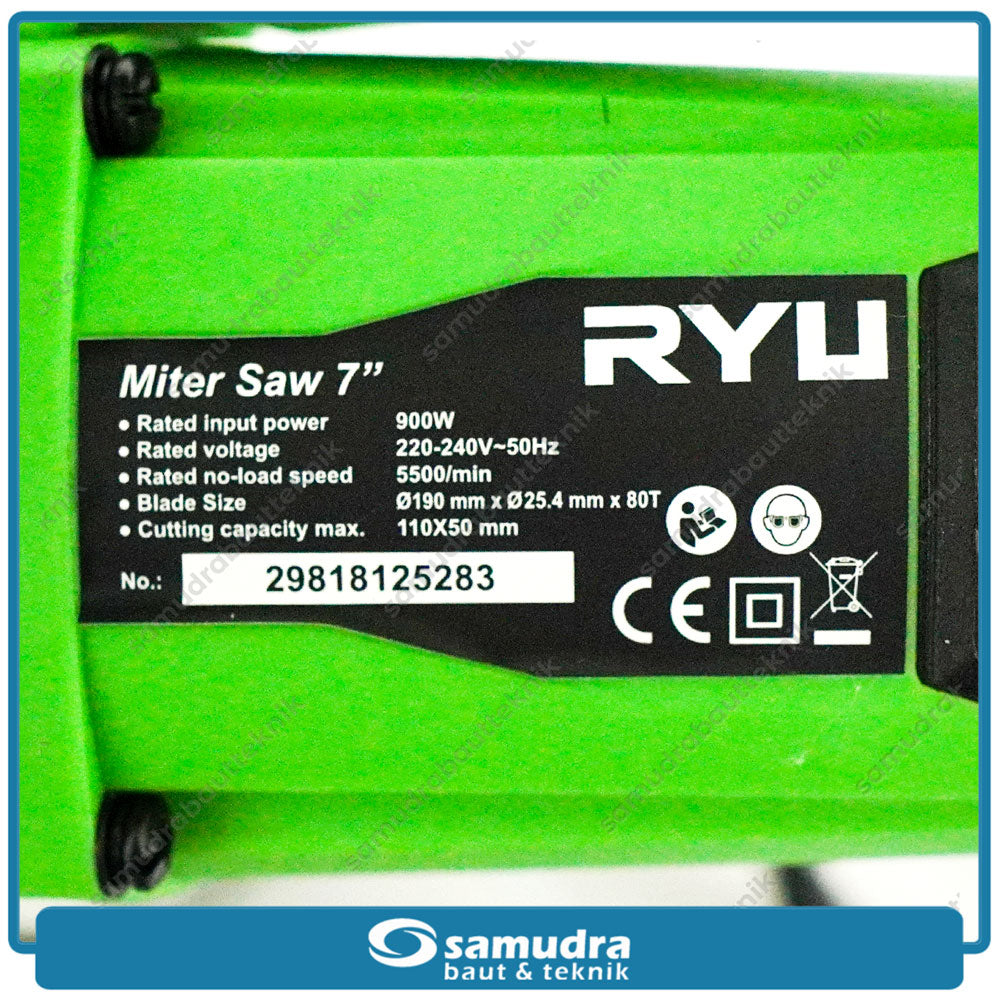 RYU
Miter Saw 7”
• Rated input power 900W
• Rated voltage 220-240V~50Hz
• Rated no-load speed 5500/min
• Blade Size Ø190 mm x Ø25.4 mm x 80T
• Cutting capacity max. 110X50 mm
No.: 29818125283
CE
samudra
baut & teknik
samudrabautteknik